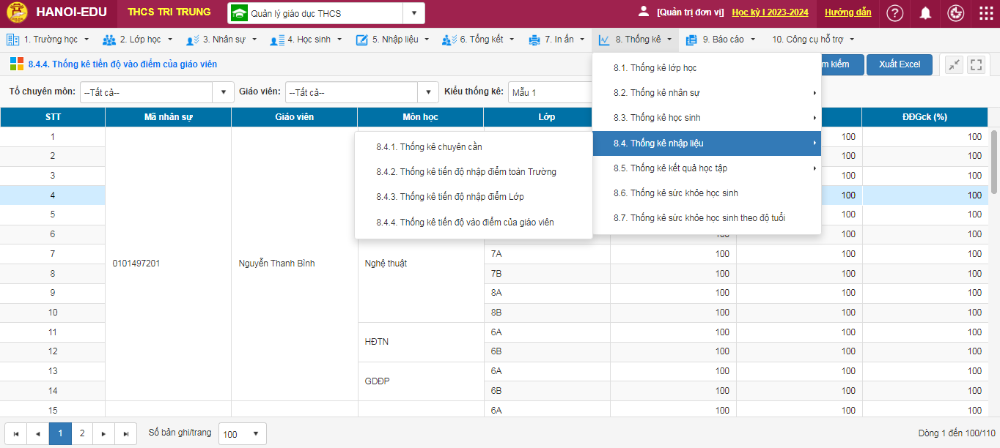 HANOI-EDU THCS TRI TRUNG Quản lý giáo dục THCS [Quản trị đơn vị] Học kỳ I 2023-2024 Hướng dẫn
1. Trường học 2. Lớp học 3. Nhân sự 4. Học sinh 5. Nhập liệu 6. Tổng kết 7. In ấn 8. Thống kê 9. Báo cáo 10. Công cụ hỗ trợ
8.4.4. Thống kê tiến độ vào điểm của giáo viên
m kiếm Xuất Excel
Tổ chuyên môn: --Tất cả-- Giáo viên: --Tất cả-- Kiểu thống kê: Mẫu 1
STT Mã nhân sự Giáo viên Môn học Lớp ĐĐGck (%)
8.1. Thống kê lớp học
8.2. Thống kê nhân sự
8.3. Thống kê học sinh
8.4. Thống kê nhập liệu
8.5. Thống kê kết quả học tập
8.6. Thống kê sức khỏe học sinh
8.7. Thống kê sức khỏe học sinh theo độ tuổi
8.4.1. Thống kê chuyên cần
8.4.2. Thống kê tiến độ nhập điểm toàn Trường
8.4.3. Thống kê tiến độ nhập điểm Lớp
8.4.4. Thống kê tiến độ vào điểm của giáo viên
1 100 100
2 100 100
3 100 100
4 100 100
5 100 100
6 100 100 100
7 7A 100 100 100
0101497201 Nguyễn Thanh Bình Nghệ thuật
8 7B 100 100 100
9 8A 100 100 100
10 8B 100 100 100
11 6A 100 100 100
HĐTN
12 6B 100 100 100
13 6A 100 100 100
GDĐP
14 6B 100 100 100
15 6A 100 100 100
1 2 Số bản ghi/trang 100 Dòng 1 đến 100/110